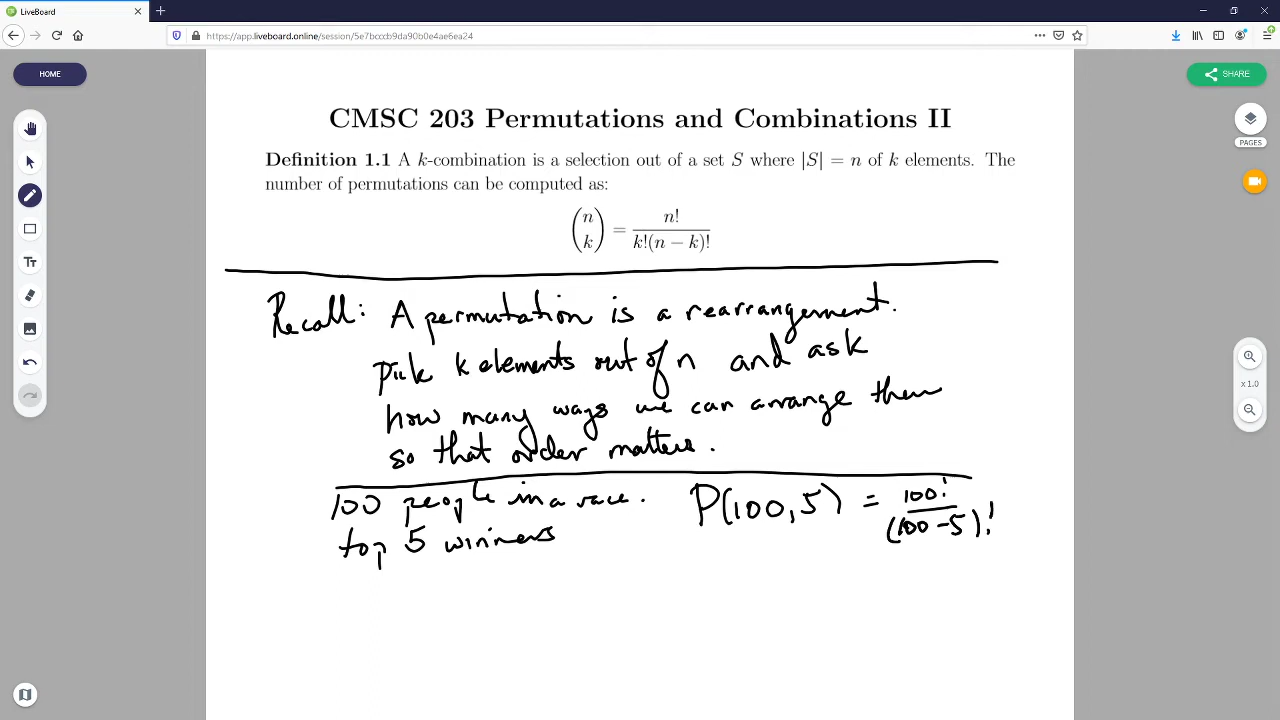 LiveBoard
https://app.liveboard.online/session/5e7bcccb9da90b0e4ae6ea24
HOME
SHARE
PAGES
CMSC 203 Permutations and Combinations II
Definition 1.1 A k-combination is a selection out of a set S where |S| = n of k elements. The
number of permutations can be computed as:
(n k) = n! / k!(n − k)!
Recall: A permutation is a rearrangement.
pick k elements out of n and ask
how many ways we can arrange them
so that order matters.
100 people in a race. P(100,5) = 100! / (100-5)!
top 5 winners
Tт
x 1.0